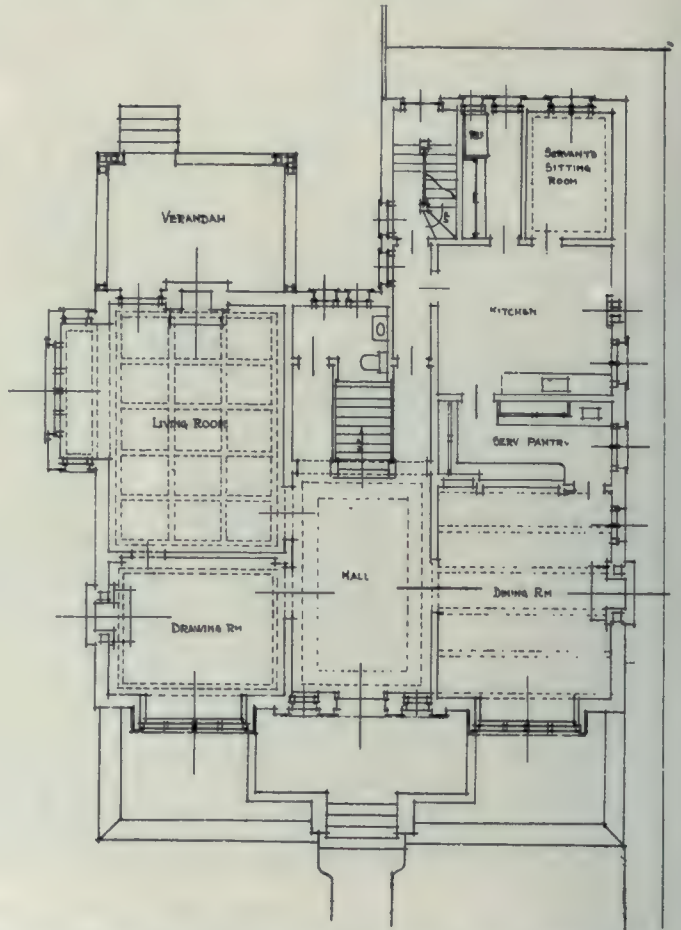 SERVANTS
SITTING
ROOM
VERANDAH
KITCHEN
LIVING ROOM
SERV PANTRY
HALL
DINING RM
DRAWING RM